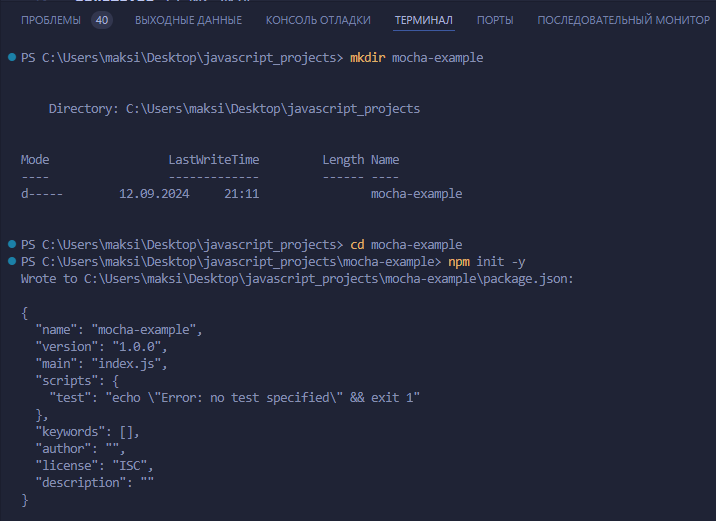 ПРОБЛЕМЫ 40 ВЫХОДНЫЕ ДАННЫЕ КОНСОЛЬ ОТЛАДКИ ТЕРМИНАЛ ПОРТЫ ПОСЛЕДОВАТЕЛЬНЫЙ МОНИТОР
PS C:\Users\maksi\Desktop\javascript_projects> mkdir mocha-example
Directory: C:\Users\maksi\Desktop\javascript_projects
Mode LastWriteTime Length Name
---- ------------- ------ ----
d----- 12.09.2024 21:11 mocha-example
PS C:\Users\maksi\Desktop\javascript_projects> cd mocha-example
PS C:\Users\maksi\Desktop\javascript_projects\mocha-example> npm init -y
Wrote to C:\Users\maksi\Desktop\javascript_projects\mocha-example\package.json:
{
"name": "mocha-example",
"version": "1.0.0",
"main": "index.js",
"scripts": {
"test": "echo \"Error: no test specified\" && exit 1"
},
"keywords": [],
"author": "",
"license": "ISC",
"description": ""
}